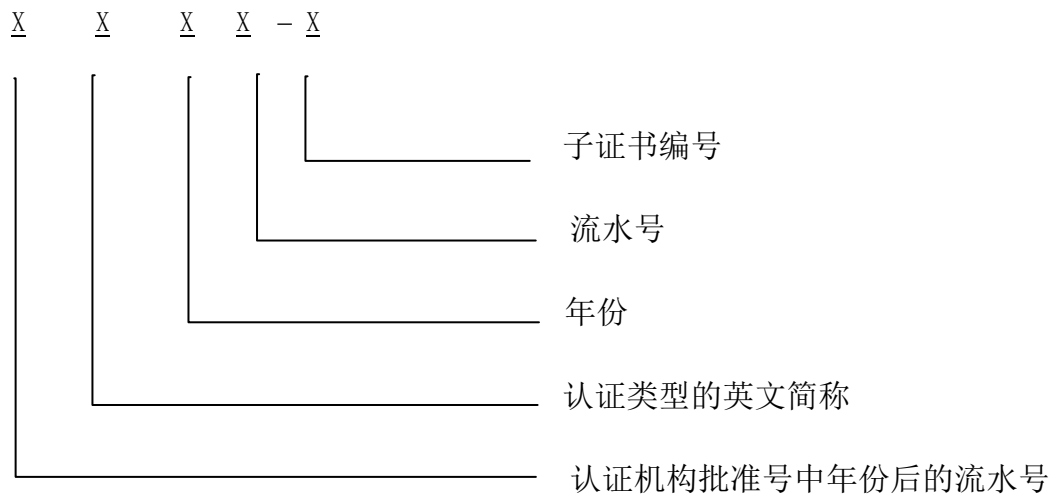 X X X X - X
子证书编号
流水号
年份
认证类型的英文简称
认证机构批准号中年份后的流水号